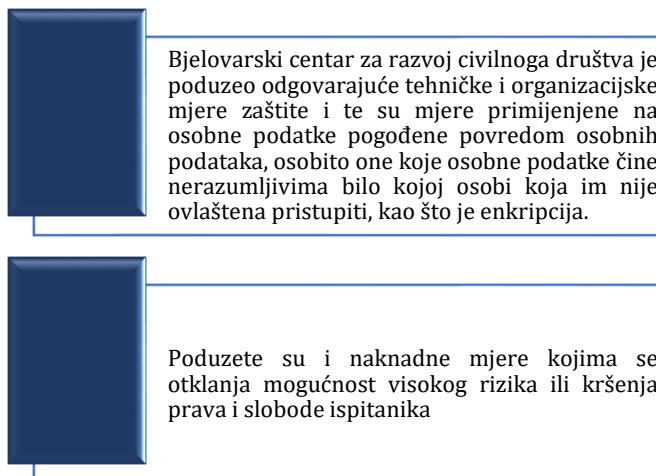 Bjelovarski centar za razvoj civilnoga društva je
poduzeo odgovarajuće tehničke i organizacijske
mjere zaštite i te su mjere primijenjene na
osobne podatke pogođene povredom osobnih
podataka, osobito one koje osobne podatke čine
nerazumljivima bilo kojoj osobi koja im nije
ovlaštena pristupiti, kao što je enkripcija.
Poduzete su i naknadne mjere kojima se
otklanja mogućnost visokog rizika ili kršenja
prava i slobode ispitanika